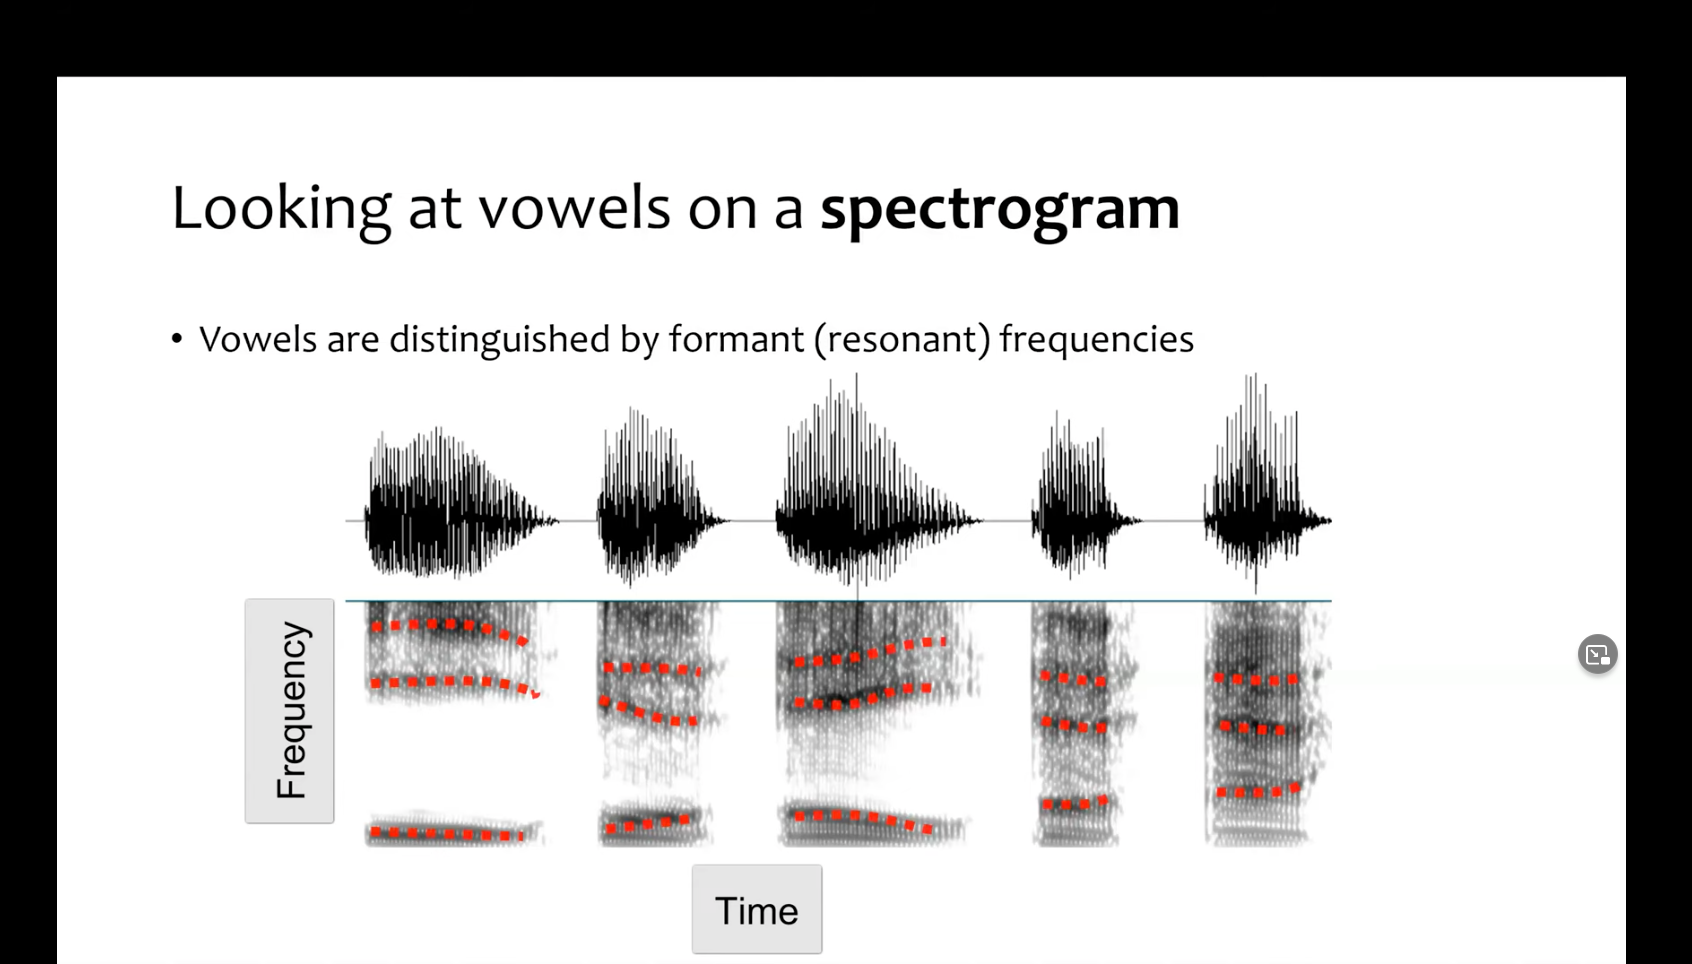 Looking at vowels on a spectrogram
• Vowels are distinguished by formant (resonant) frequencies
Frequency
Time